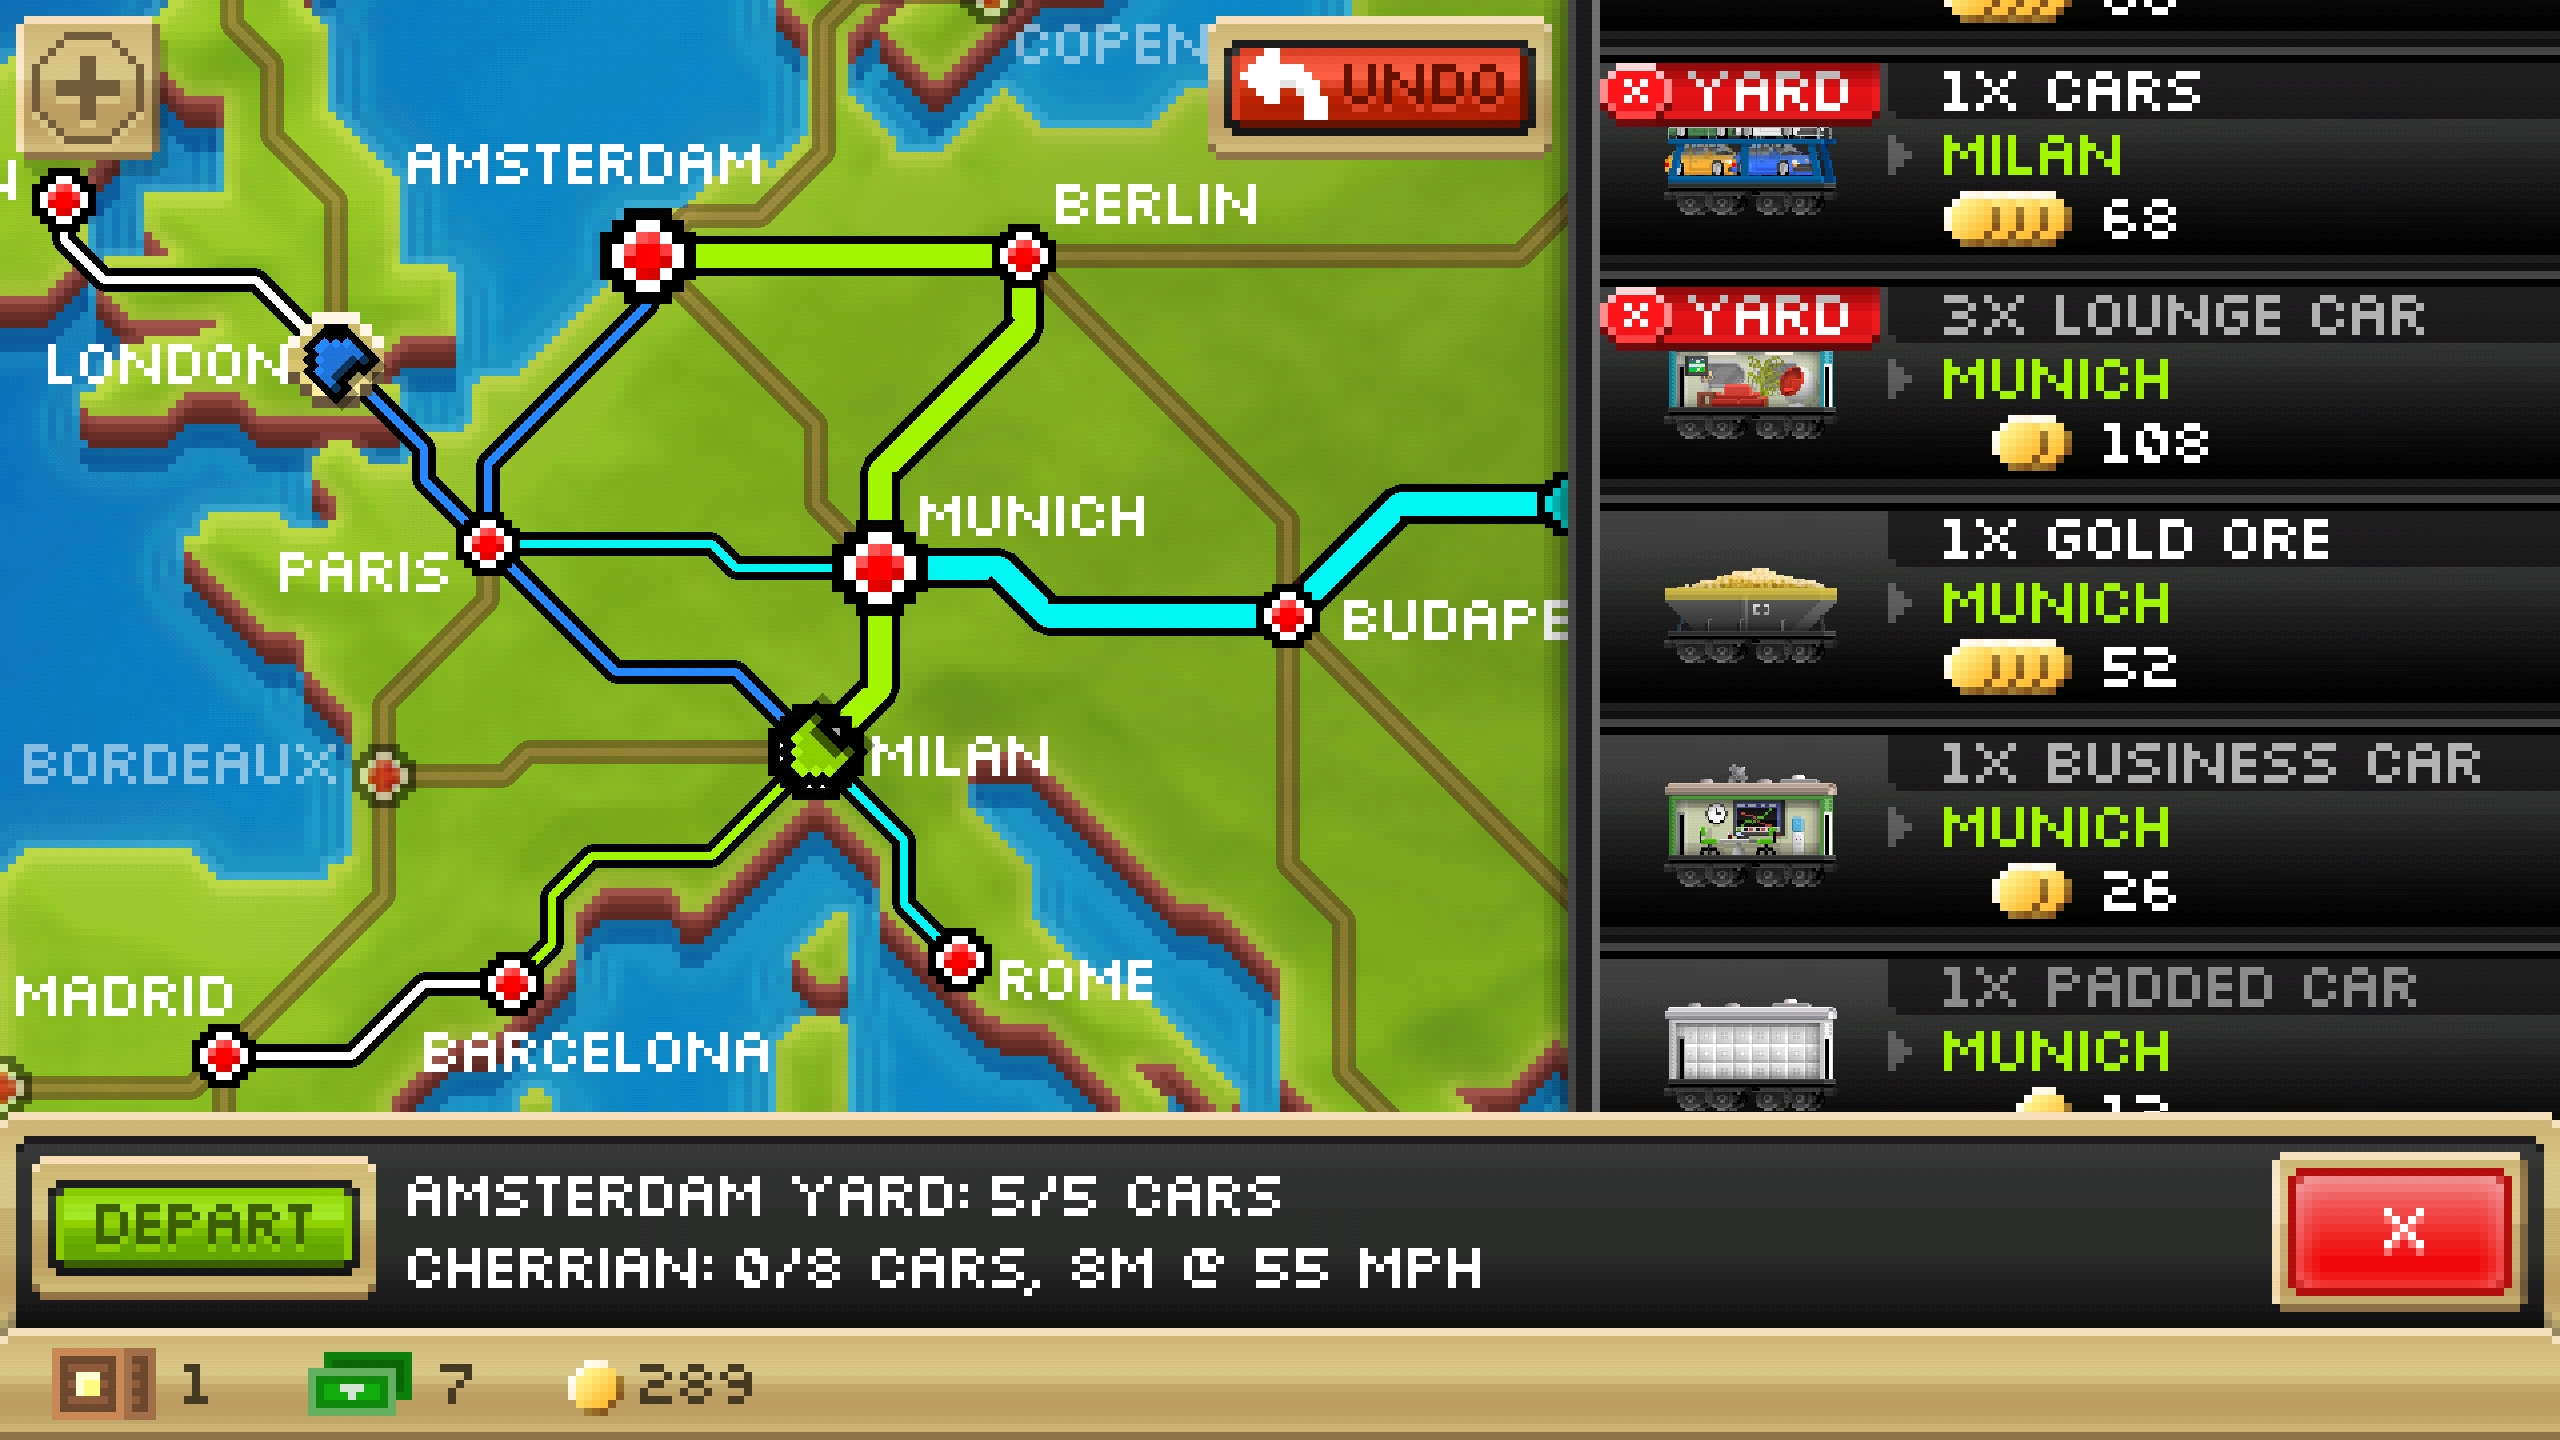 COPEN
UNDO
AMSTERDAM
BERLIN
LONDON
MUNICH
PARIS
BUDAPE
BORDEAUX
MILAN
ROME
MADRID
BARCELONA
YARD
1X CARS
MILAN
68
YARD
3X LOUNGE CAR
MUNICH
108
1X GOLD ORE
MUNICH
52
1X BUSINESS CAR
MUNICH
26
1X PADDED CAR
MUNICH
DEPART
AMSTERDAM YARD: 5/5 CARS
CHERRIAN: 0/8 CARS, 8M @ 55 MPH
X
1
7
289